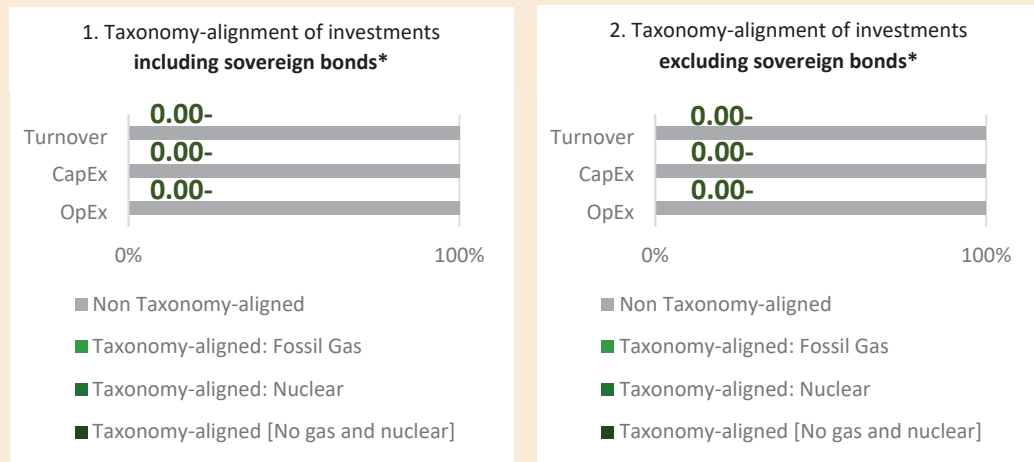 1. Taxonomy-alignment of investments
including sovereign bonds*
0.00-
Turnover
0.00-
CapEx
0.00-
OpEx
0%
100%
Non Taxonomy-aligned
Taxonomy-aligned: Fossil Gas
Taxonomy-aligned: Nuclear
Taxonomy-aligned [No gas and nuclear]
2. Taxonomy-alignment of investments
excluding sovereign bonds*
0.00-
Turnover
0.00-
CapEx
0.00-
OpEx
0%
100%
Non Taxonomy-aligned
Taxonomy-aligned: Fossil Gas
Taxonomy-aligned: Nuclear
Taxonomy-aligned [No gas and nuclear]